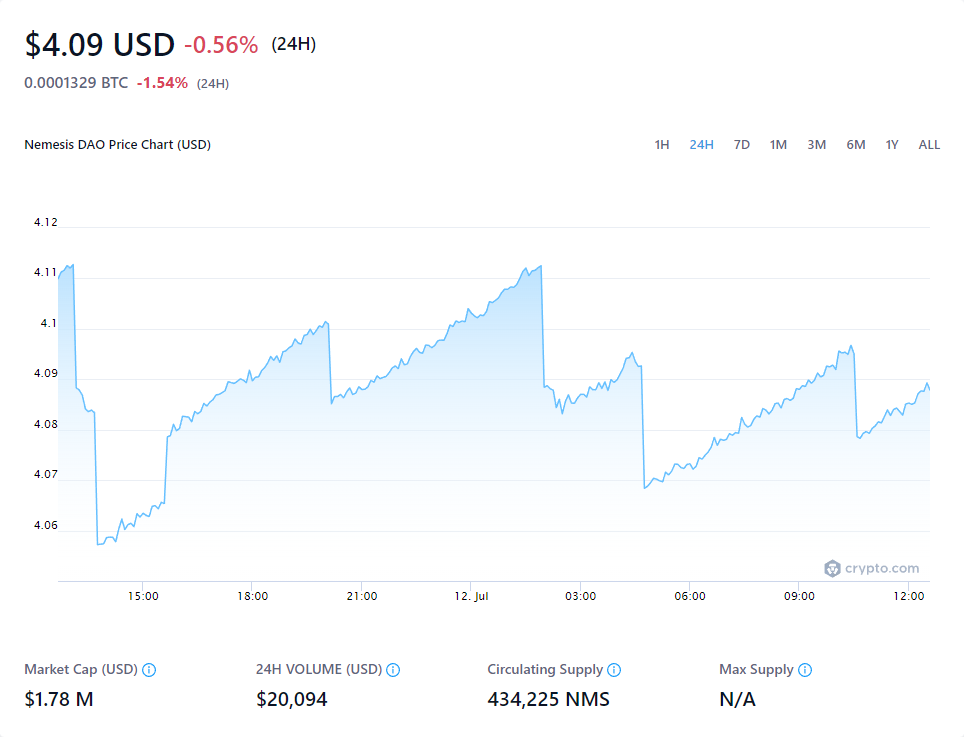 $4.09 USD -0.56% (24H)
0.0001329 BTC -1.54% (24H)
Nemesis DAO Price Chart (USD) 1H 24H 7D 1M 3M 6M 1Y ALL
4.12
4.11
4.1
4.09
4.08
4.07
4.06
crypto.com
15:00 18:00 21:00 12. Jul 03:00 06:00 09:00 12:00
Market Cap (USD) 24H VOLUME (USD) Circulating Supply Max Supply
$1.78 M $20,094 434,225 NMS N/A